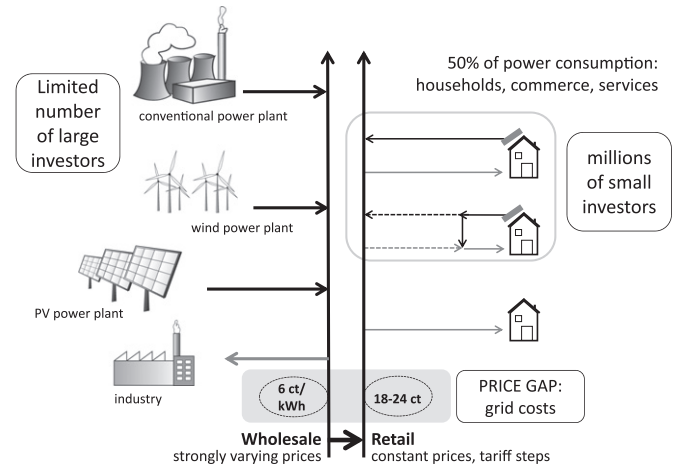 50% of power consumption:
households, commerce, services
Limited
number
of large
investors
conventional power plant
millions
of small
investors
wind power plant
PV power plant
industry
6 ct/
kWh
18-24 ct
PRICE GAP:
grid costs
Wholesale
Retail
strongly varying prices
constant prices, tariff steps